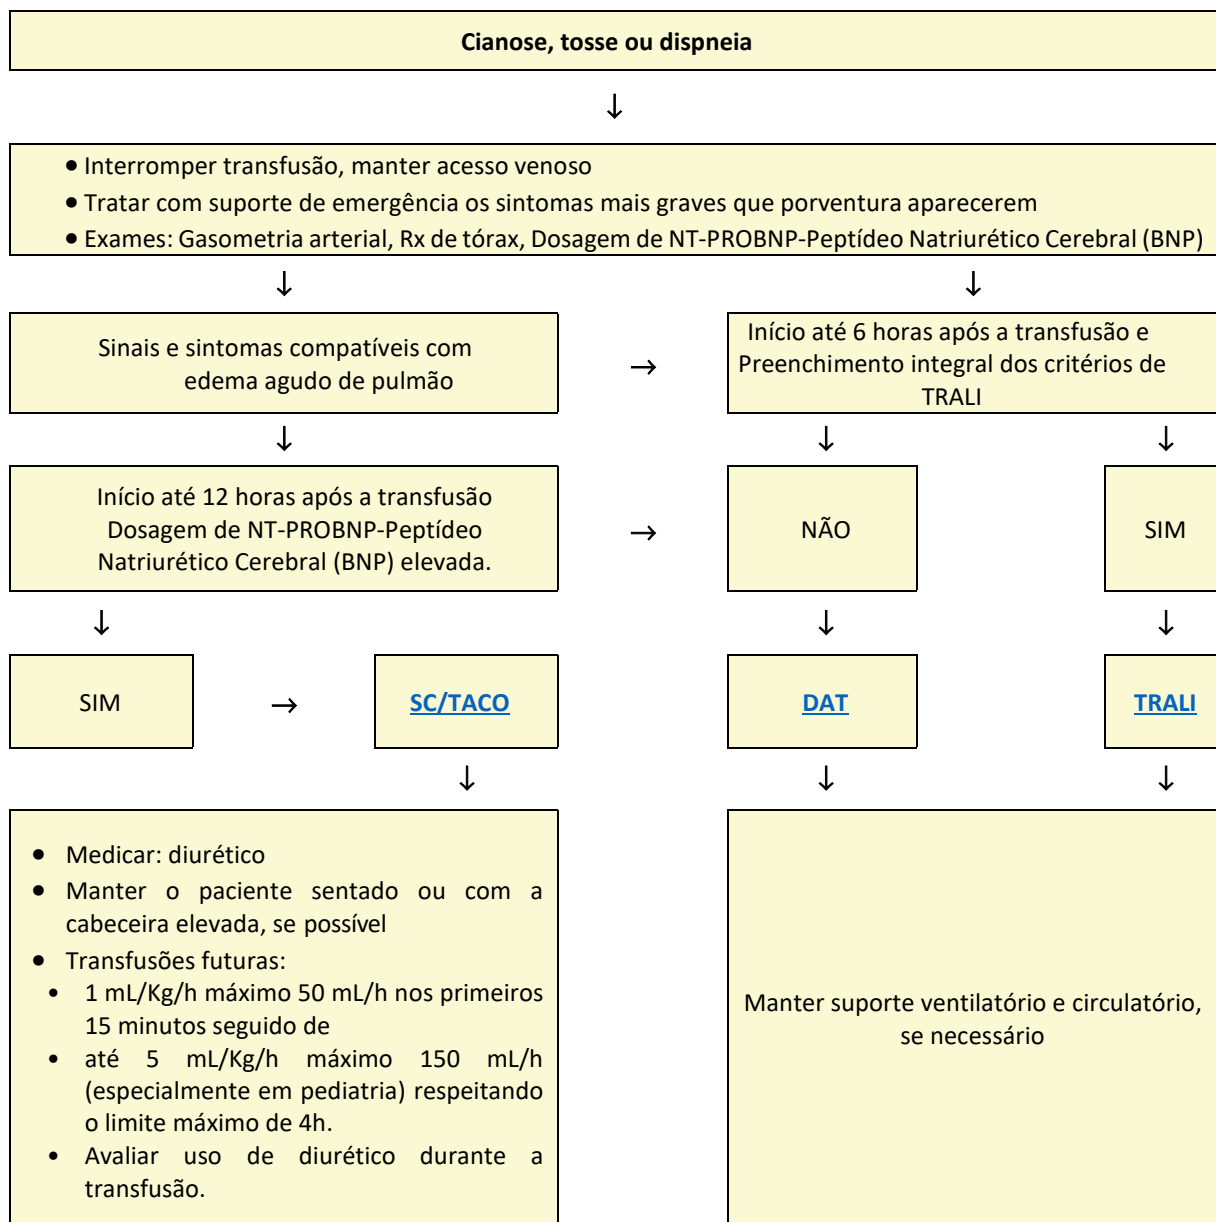 Cianose, tosse ou dispneia
↓
• Interromper transfusão, manter acesso venoso
• Tratar com suporte de emergência os sintomas mais graves que porventura aparecerem
• Exames: Gasometria arterial, Rx de tórax, Dosagem de NT-PROBNP-Peptídeo Natriurético Cerebral (BNP)
↓ ↓
Sinais e sintomas compatíveis com
edema agudo de pulmão
→
Início até 6 horas após a transfusão e
Preenchimento integral dos critérios de
TRALI
↓ ↓ ↓
Início até 12 horas após a transfusão
Dosagem de NT-PROBNP-Peptídeo
Natriurético Cerebral (BNP) elevada.
→
NÃO
SIM
↓ ↓ ↓
SIM
→
SC/TACO
DAT
TRALI
↓ ↓ ↓
• Medicar: diurético
• Manter o paciente sentado ou com a
cabeceira elevada, se possível
• Transfusões futuras:
• 1 mL/Kg/h máximo 50 mL/h nos primeiros
15 minutos seguido de
• até 5 mL/Kg/h máximo 150 mL/h
(especialmente em pediatria) respeitando
o limite máximo de 4h.
• Avaliar uso de diurético durante a
transfusão.
Manter suporte ventilatório e circulatório,
se necessário